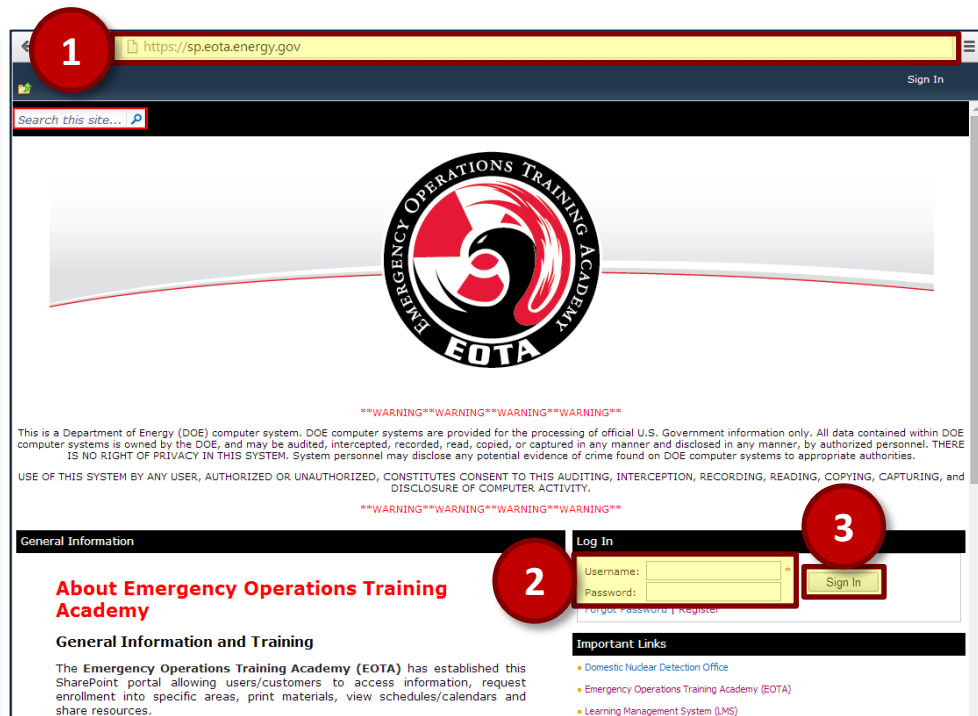 1
https://sp.eota.energy.gov
Sign In
Search this site...
EMERGENCY OPERATIONS TRAINING ACADEMY
EOTA
**WARNING**WARNING**WARNING**WARNING**
This is a Department of Energy (DOE) computer system. DOE computer systems are provided for the processing of official U.S. Government information only. All data contained within DOE
computer systems is owned by the DOE, and may be audited, intercepted, recorded, read, copied, or captured in any manner and disclosed in any manner, by authorized personnel. THERE
IS NO RIGHT OF PRIVACY IN THIS SYSTEM. System personnel may disclose any potential evidence of crime found on DOE computer systems to appropriate authorities.
USE OF THIS SYSTEM BY ANY USER, AUTHORIZED OR UNAUTHORIZED, CONSTITUTES CONSENT TO THIS AUDITING, INTERCEPTION, RECORDING, READING, COPYING, CAPTURING, and
DISCLOSURE OF COMPUTER ACTIVITY.
**WARNING**WARNING**WARNING**WARNING**
General Information
About Emergency Operations Training
Academy
General Information and Training
The Emergency Operations Training Academy (EOTA) has established this
SharePoint portal allowing users/customers to access information, request
enrollment into specific areas, print materials, view schedules/calendars and
share resources.
Log In
2
3
Username: *
Password:
Sign In
Forgot Password | Register
Important Links
Domestic Nuclear Detection Office
Emergency Operations Training Academy (EOTA)
Learning Management System (LMS)